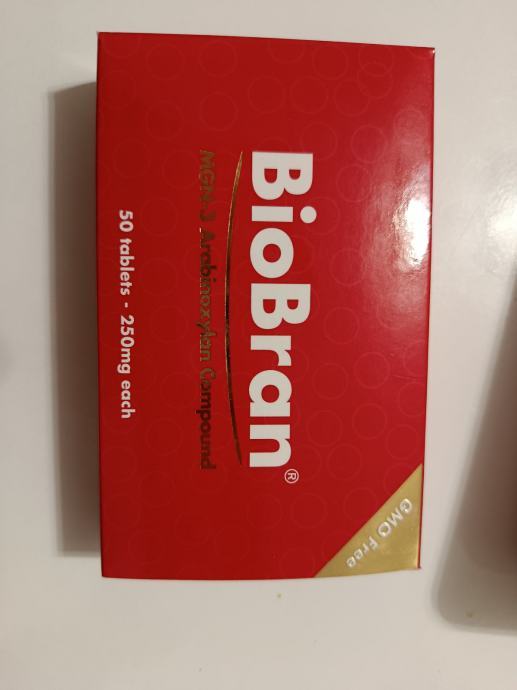 BioBran®
MGN-3 Arabinoxylan Compound
50 tablets - 250mg each
GMO Free